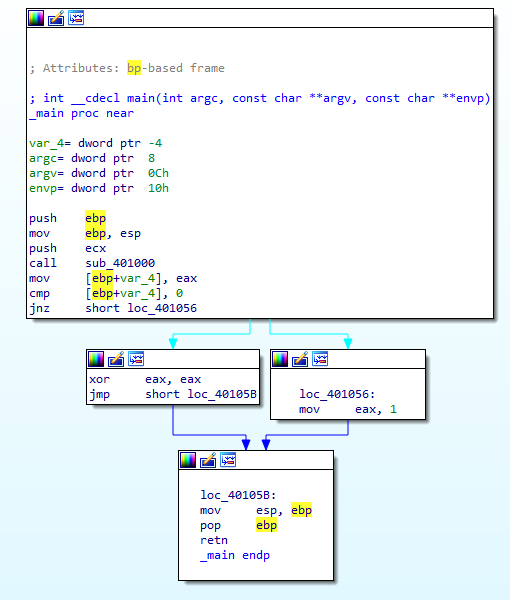 ; Attributes: bp-based frame
; int __cdecl main(int argc, const char **argv, const char **envp)
_main proc near
var_4= dword ptr -4
argc= dword ptr  8
argv= dword ptr  0Ch
envp= dword ptr  10h
push    ebp
mov     ebp, esp
push    ecx
call    sub_401000
mov     [ebp+var_4], eax
cmp     [ebp+var_4], 0
jnz     short loc_401056
xor     eax, eax
jmp     short loc_40105B
loc_401056:
mov     eax, 1
loc_40105B:
mov     esp, ebp
pop     ebp
retn
_main endp